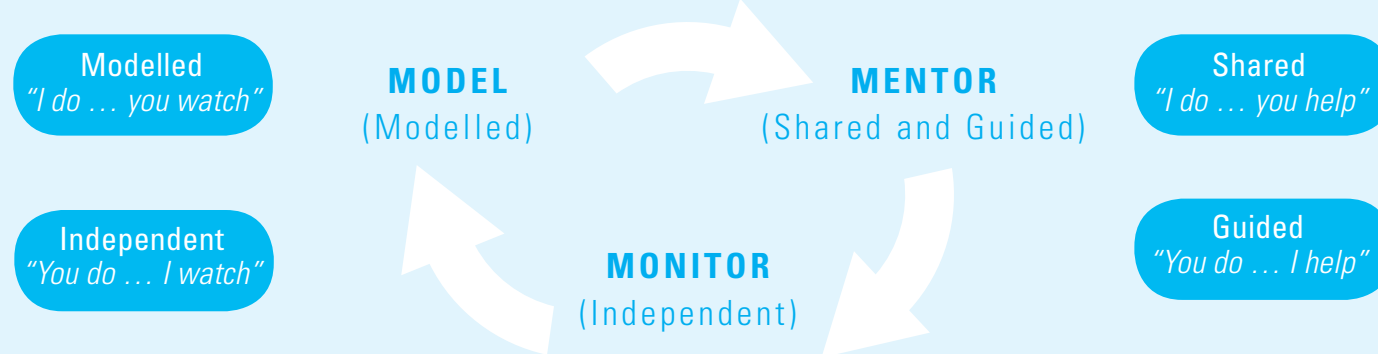 Modelled
“I do … you watch”
MODEL
(Modelled)
MENTOR
(Shared and Guided)
Shared
“I do … you help”
Independent
“You do … I watch”
MONITOR
(Independent)
Guided
“You do … I help”